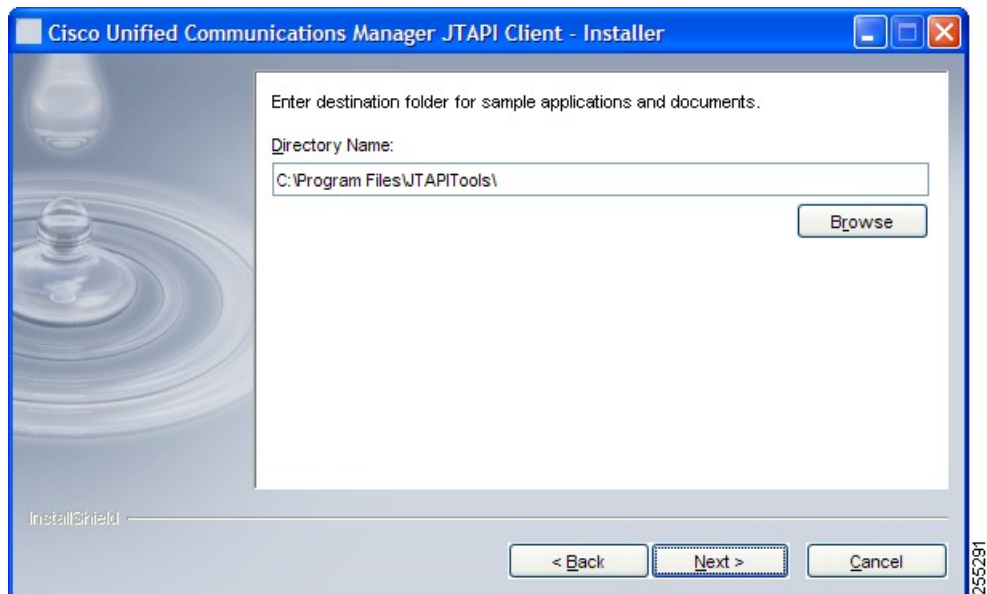 Cisco Unified Communications Manager JTAPI Client - Installer
Enter destination folder for sample applications and documents.
Directory Name:
C:\Program Files\JTAPITools\
Browse
InstallShield
< Back
Next >
Cancel
255291